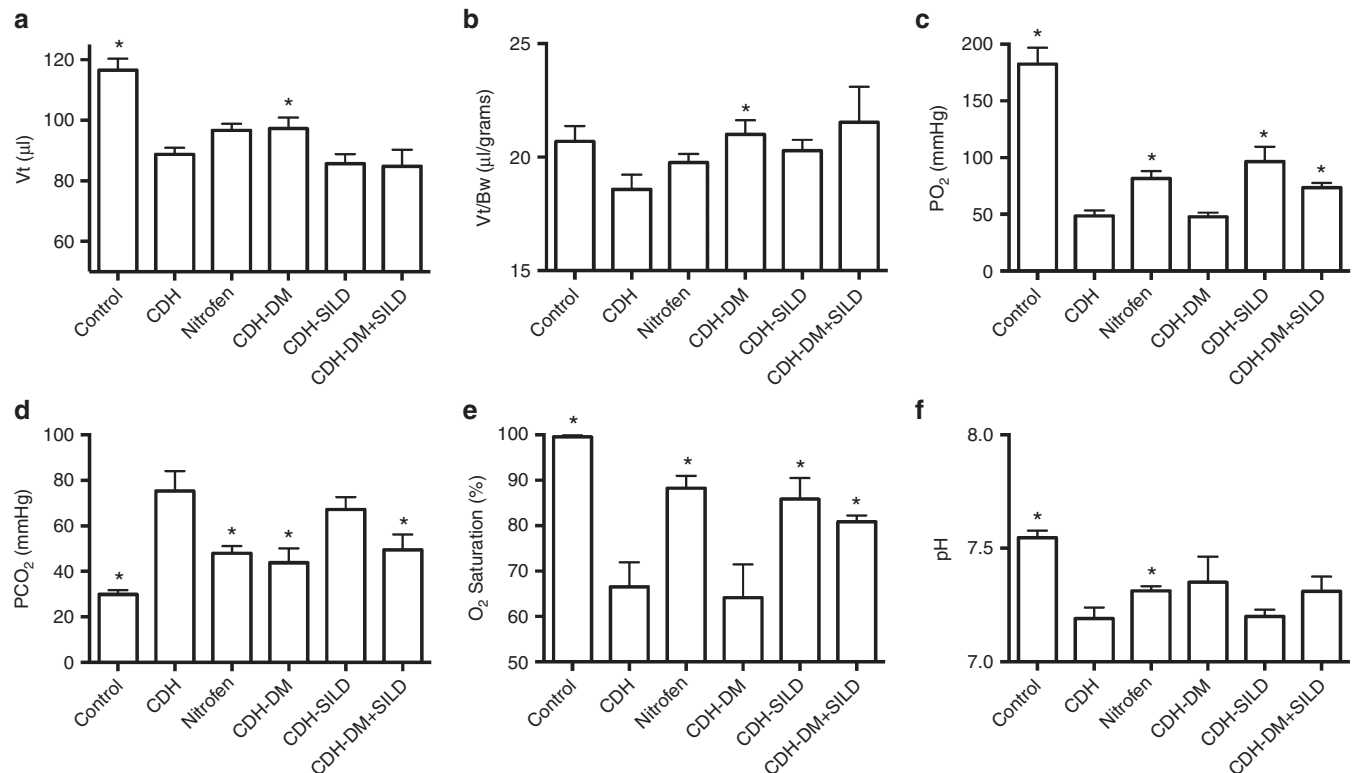 a
Vt (µl)
120
100
80
60
*
*
Control
CDH
Nitrofen
CDH-DM
CDH-SILD
CDH-DM+SILD
b
Vt/Bw (µl/grams)
25
20
15
*
Control
CDH
Nitrofen
CDH-DM
CDH-SILD
CDH-DM+SILD
c
PO₂ (mmHg)
200
150
100
50
0
*
*
*
*
Control
CDH
Nitrofen
CDH-DM
CDH-SILD
CDH-DM+SILD
d
PCO₂ (mmHg)
100
80
60
40
20
0
*
*
*
*
Control
CDH
Nitrofen
CDH-DM
CDH-SILD
CDH-DM+SILD
e
O₂ Saturation (%)
100
90
80
70
60
50
*
*
*
*
Control
CDH
Nitrofen
CDH-DM
CDH-SILD
CDH-DM+SILD
f
pH
8.0
7.5
7.0
*
*
Control
CDH
Nitrofen
CDH-DM
CDH-SILD
CDH-DM+SILD